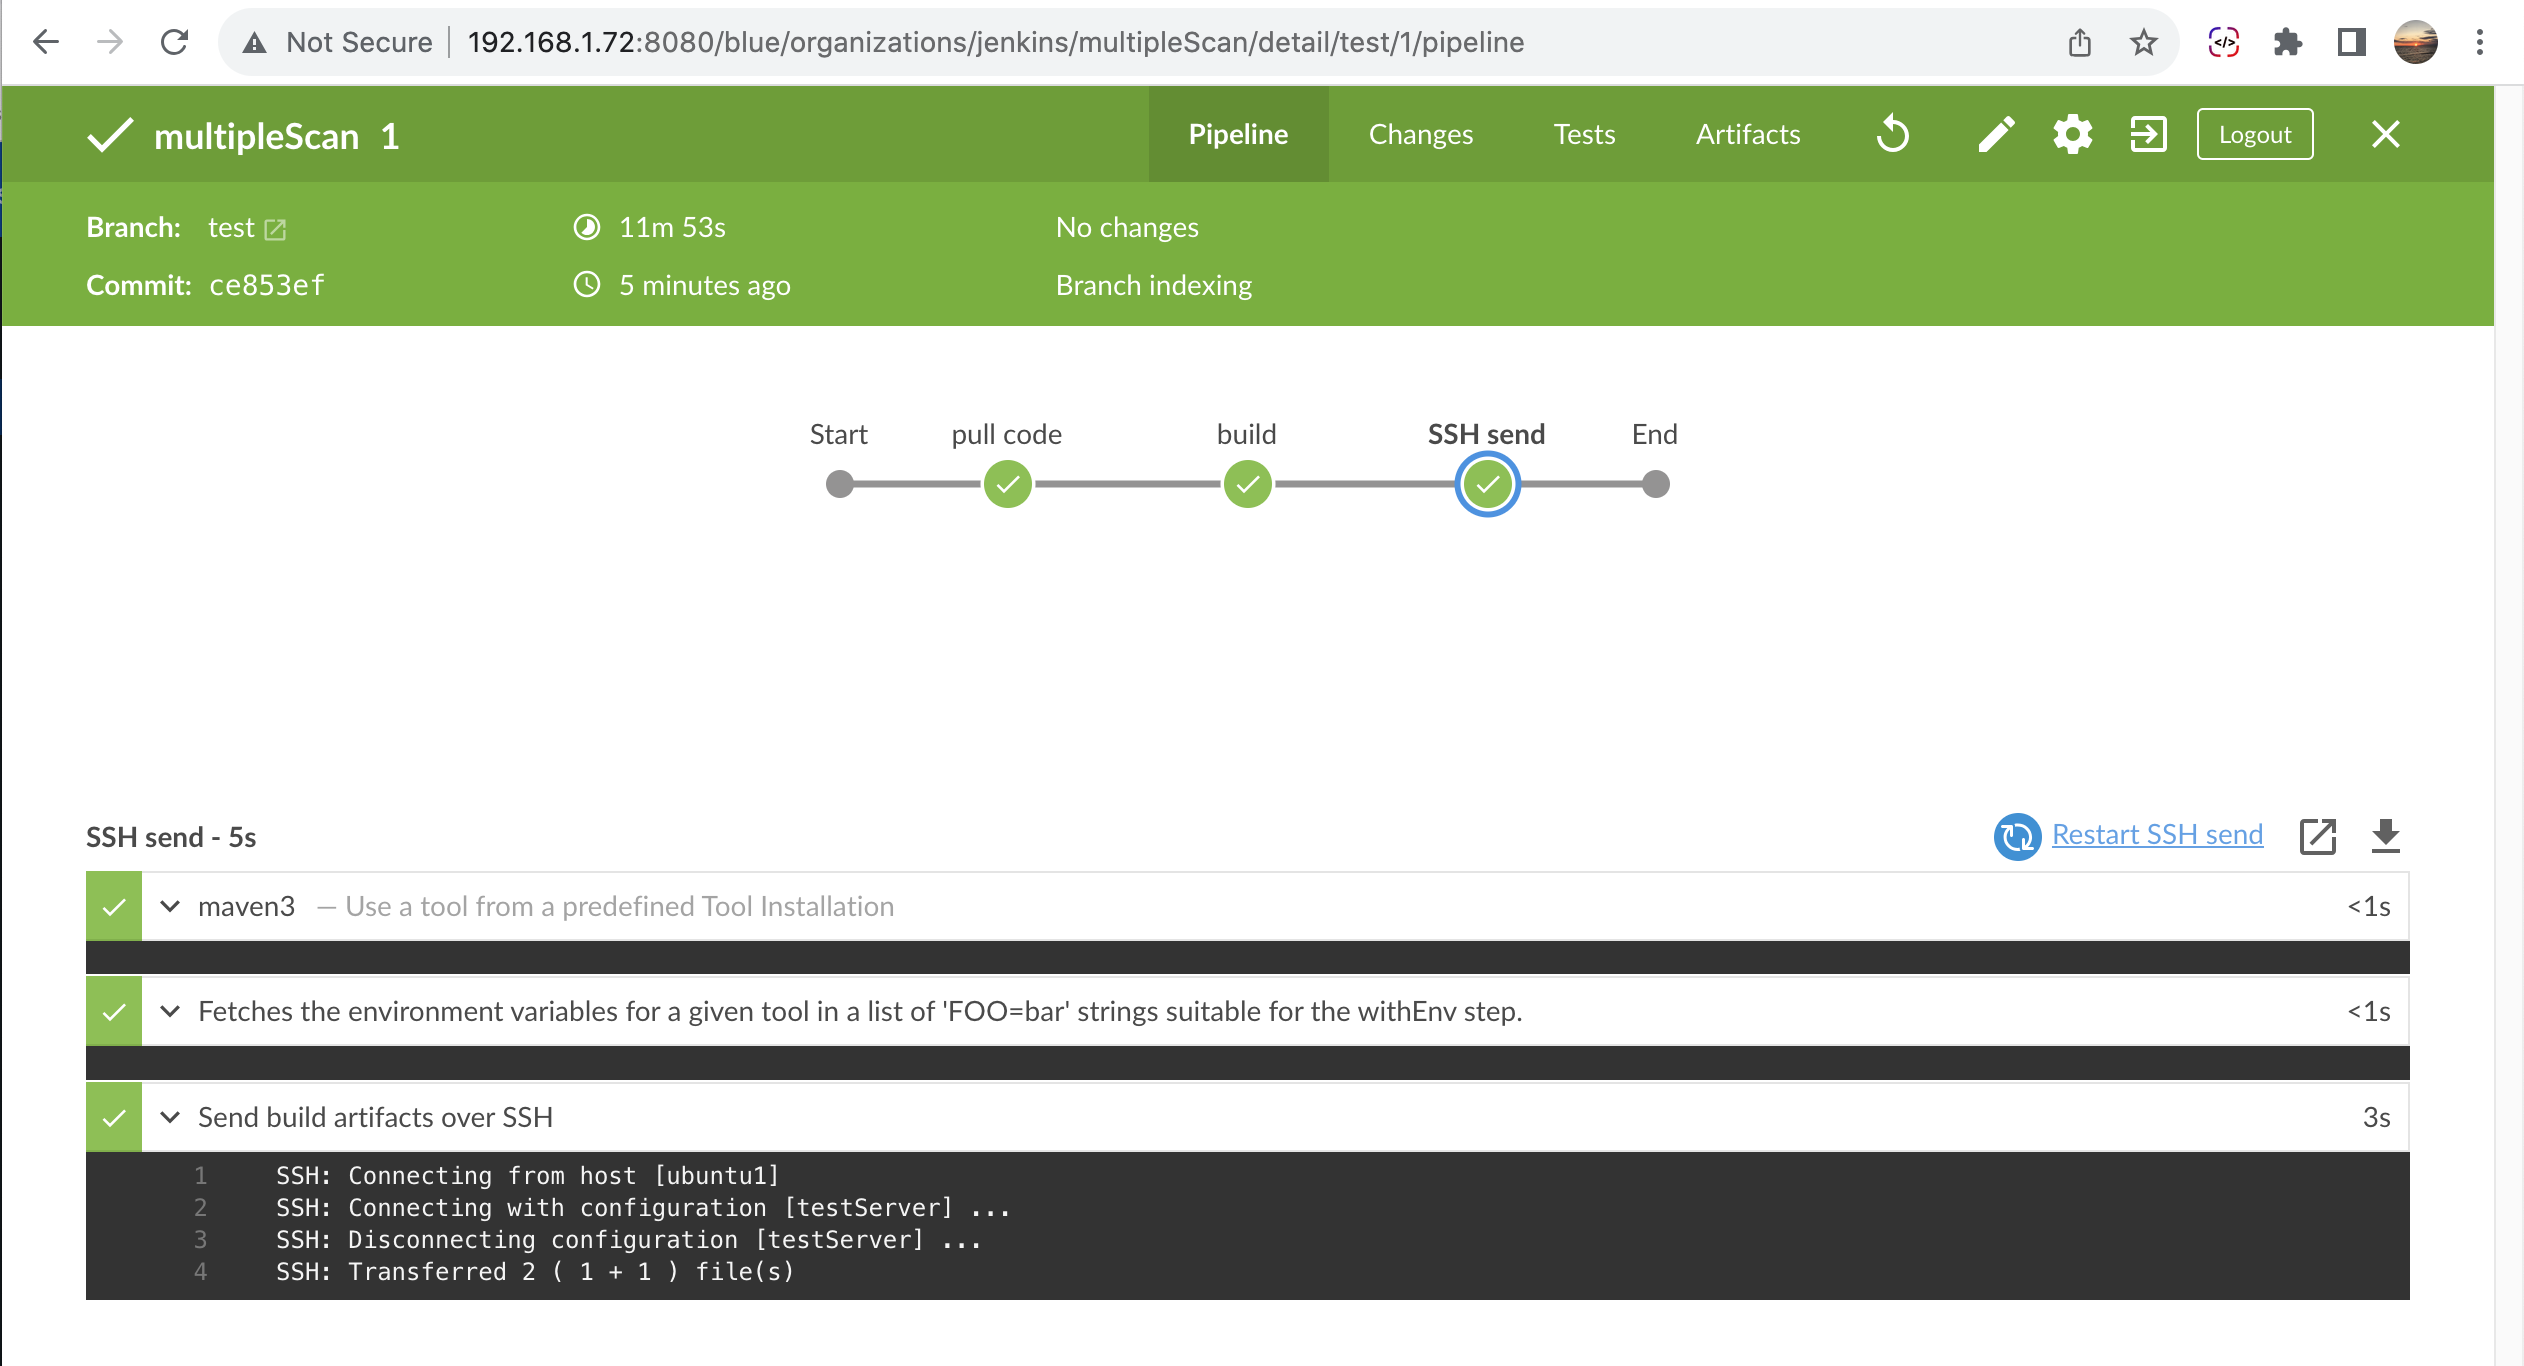 Not Secure
192.168.1.72:8080/blue/organizations/jenkins/multipleScan/detail/test/1/pipeline
multipleScan 1
Pipeline
Changes
Tests
Artifacts
Logout
Branch: test
11m 53s
No changes
Commit: ce853ef
5 minutes ago
Branch indexing
Start
pull code
build
SSH send
End
SSH send - 5s
Restart SSH send
maven3 — Use a tool from a predefined Tool Installation
<1s
Fetches the environment variables for a given tool in a list of 'FOO=bar' strings suitable for the withEnv step.
<1s
Send build artifacts over SSH
3s
1 SSH: Connecting from host [ubuntu1]
2 SSH: Connecting with configuration [testServer] ...
3 SSH: Disconnecting configuration [testServer] ...
4 SSH: Transferred 2 ( 1 + 1 ) file(s)